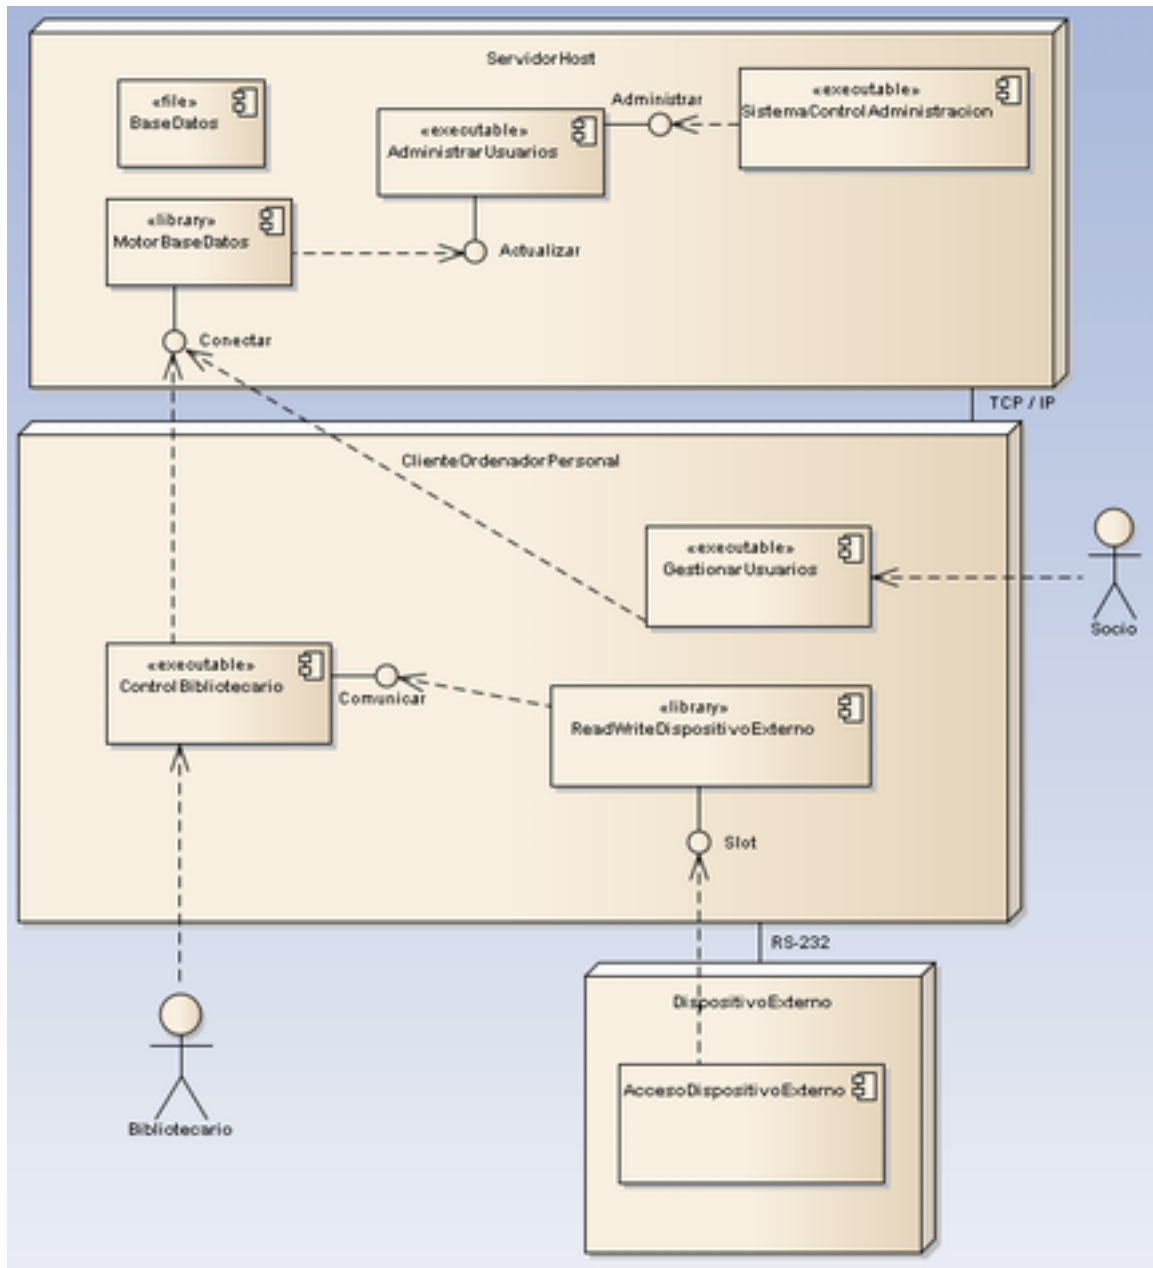 ServidorHost
«file»
BaseDatos
«executable»
AdministrarUsuarios
Administrar
«executable»
SistemaControlAdministracion
«library»
MotorBaseDatos
Actualizar
Conectar
TCP / IP
ClienteOrdenadorPersonal
«executable»
GestionarUsuarios
Socio
«executable»
ControlBibliotecario
Comunicar
«library»
ReadWriteDispositivoExterno
Slot
RS-232
DispositivoExterno
AccesoDispositivoExterno
Bibliotecario